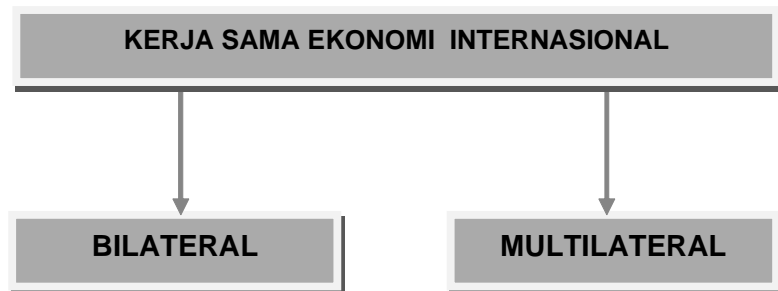 KERJA SAMA EKONOMI INTERNASIONAL
BILATERAL
MULTILATERAL